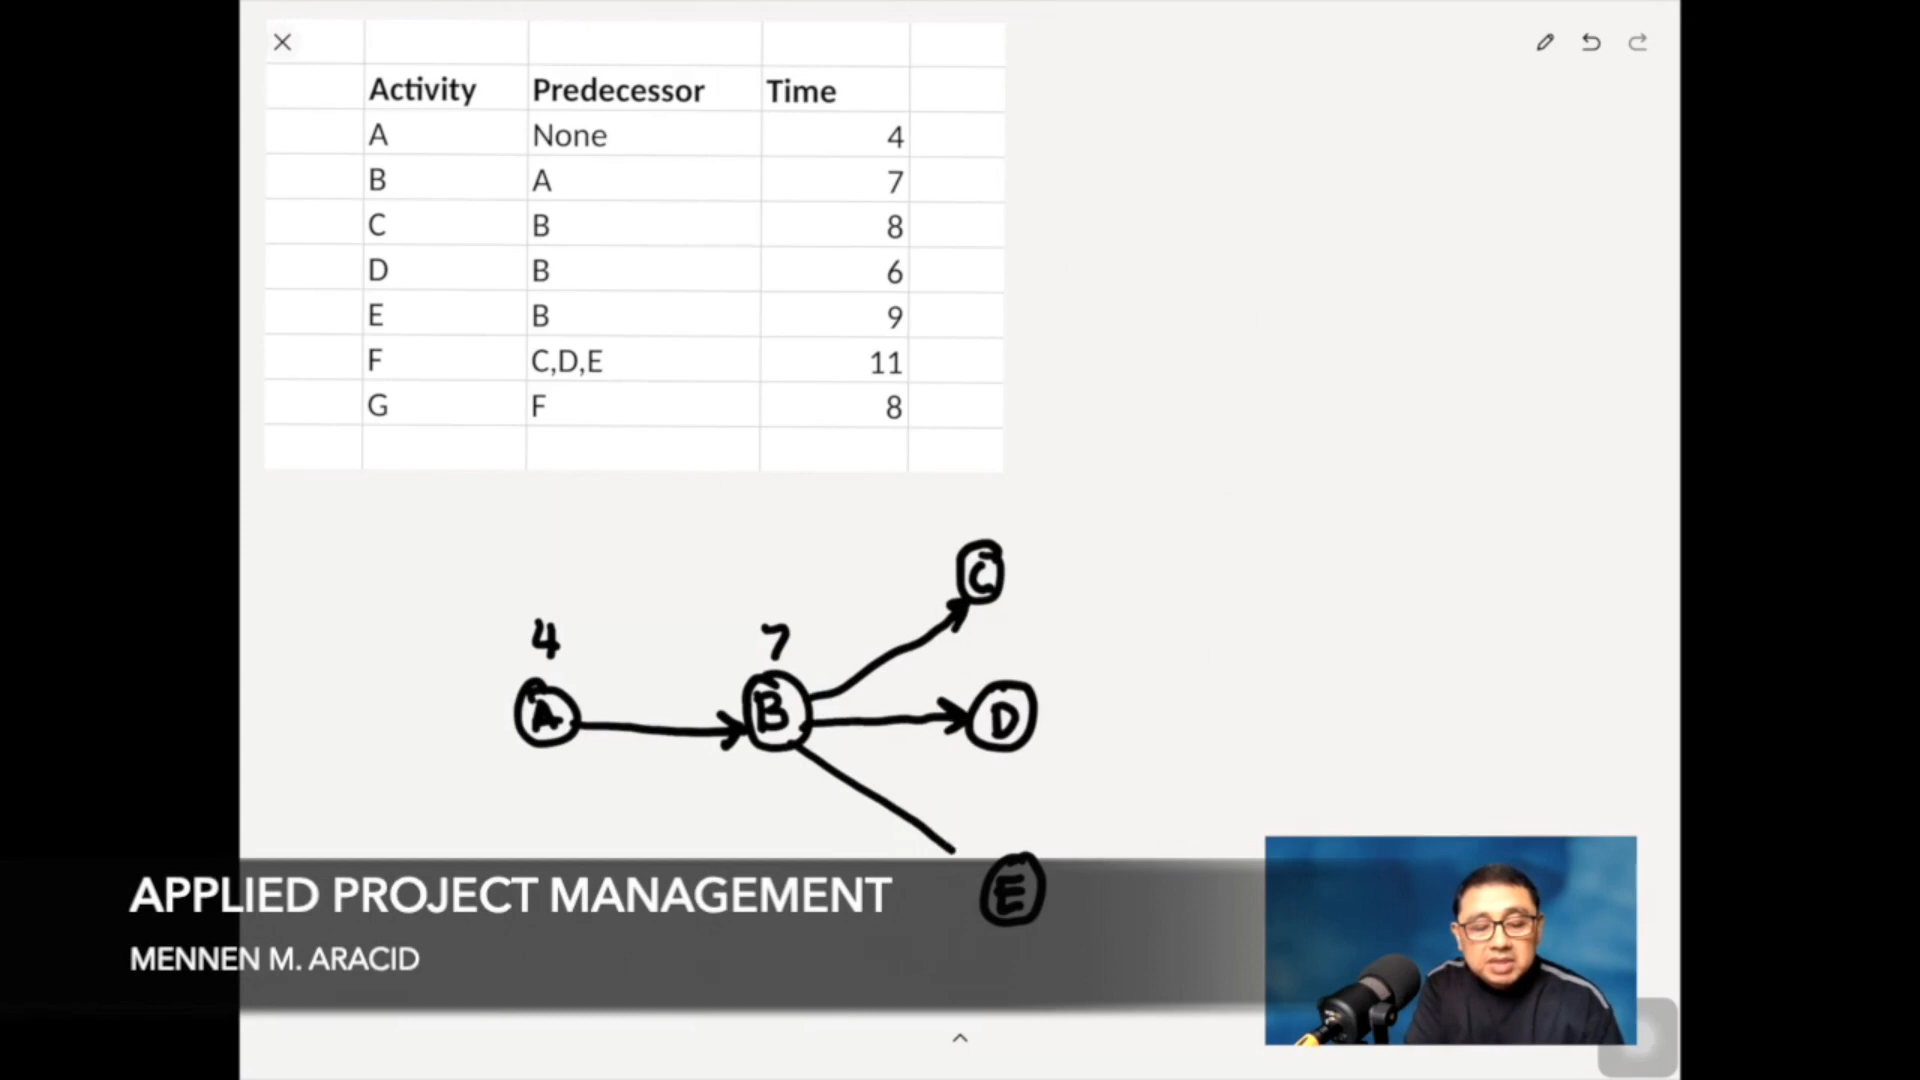 Activity Predecessor Time
A None 4
B A 7
C B 8
D B 6
E B 9
F C,D,E 11
G F 8
C
4 7
A B D
E
APPLIED PROJECT MANAGEMENT
MENNEN M. ARACID